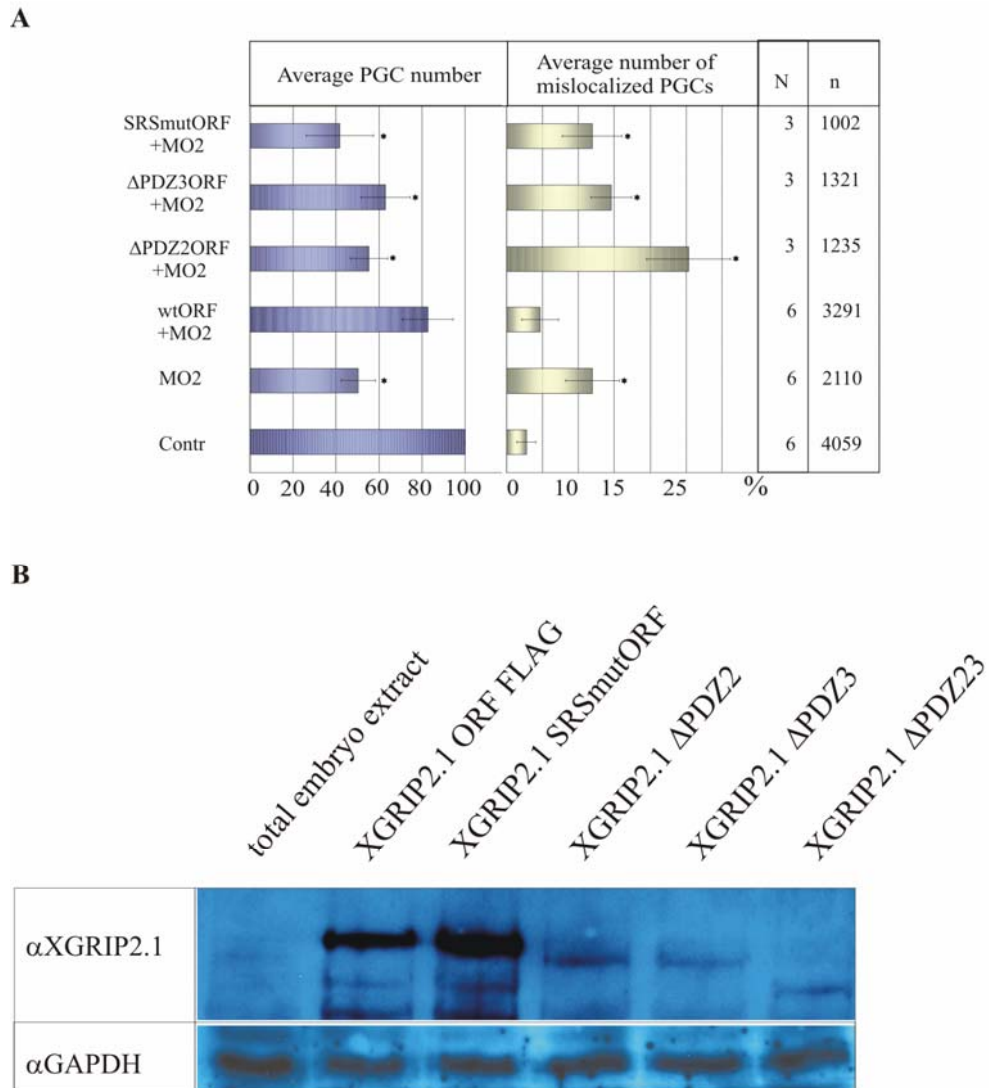 A
Average PGC number
Average number of
mislocalized PGCs
N
n
SRSmutORF
+MO2
3
1002
ΔPDZ3ORF
+MO2
3
1321
ΔPDZ2ORF
+MO2
3
1235
wtORF
+MO2
6
3291
MO2
6
2110
Contr
6
4059
0 20 40 60 80 100
0 10 15 25 %
B
total embryo extract
XGRIP2.1 ORF FLAG
XGRIP2.1 SRSmutORF
XGRIP2.1 ΔPDZ2
XGRIP2.1 ΔPDZ3
XGRIP2.1 ΔPDZ23
αXGRIP2.1
αGAPDH